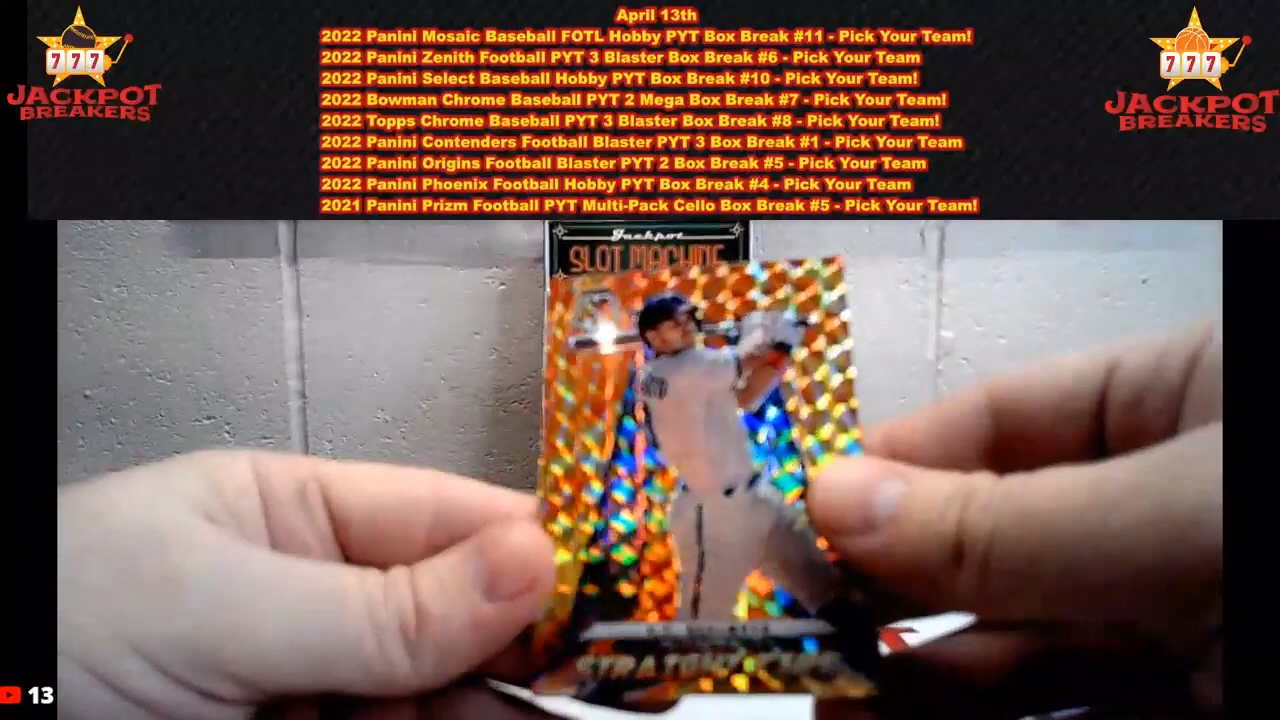 April 13th
2022 Panini Mosaic Baseball FOTL Hobby PYT Box Break #11 - Pick Your Team!
2022 Panini Zenith Football PYT 3 Blaster Box Break #6 - Pick Your Team
2022 Panini Select Baseball Hobby PYT Box Break #10 - Pick Your Team!
2022 Bowman Chrome Baseball PYT 2 Mega Box Break #7 - Pick Your Team!
2022 Topps Chrome Baseball PYT 3 Blaster Box Break #8 - Pick Your Team!
2022 Panini Contenders Football Blaster PYT 3 Box Break #1 - Pick Your Team
2022 Panini Origins Football Blaster PYT 2 Box Break #5 - Pick Your Team
2022 Panini Phoenix Football Hobby PYT Box Break #4 - Pick Your Team
2021 Panini Prizm Football PYT Multi-Pack Cello Box Break #5 - Pick Your Team!
777
JACKPOT
BREAKERS
777
JACKPOT
BREAKERS
Jackpot
SLOT MACHINE
13